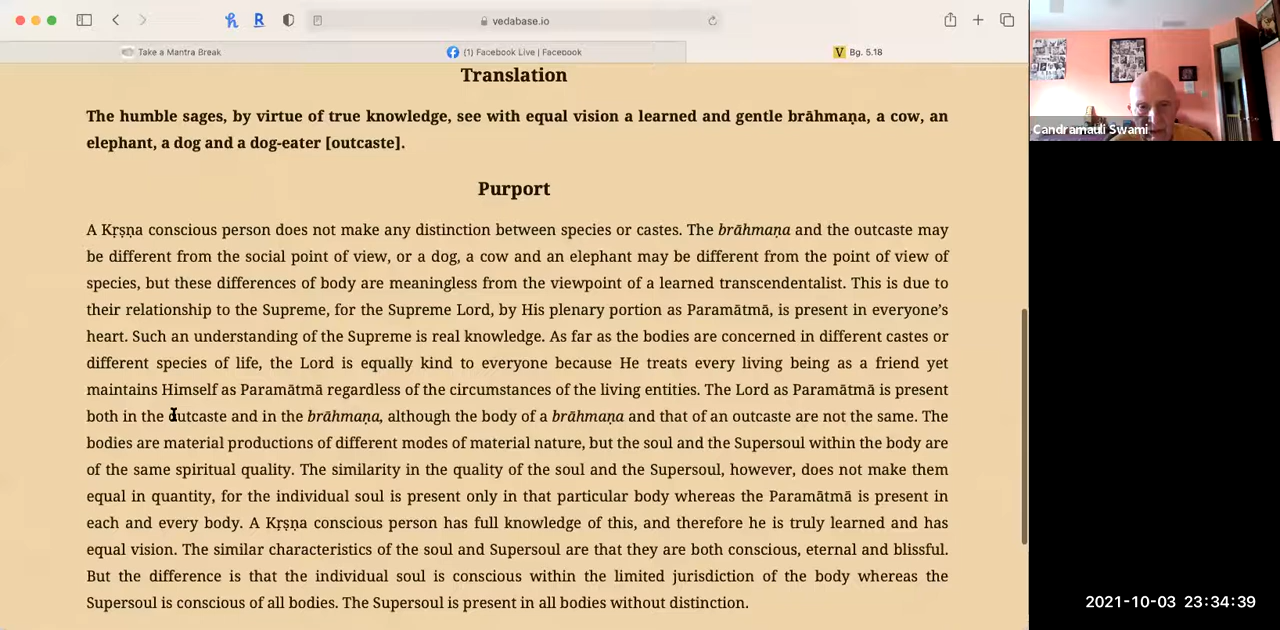 vedabase.io
Take a Mantra Break
(1) Facebook Live | Facebook
Bg. 5.18
Translation
The humble sages, by virtue of true knowledge, see with equal vision a learned and gentle brāhmaṇa, a cow, an
elephant, a dog and a dog-eater [outcaste].
Purport
A Kṛṣṇa conscious person does not make any distinction between species or castes. The brāhmaṇa and the outcaste may
be different from the social point of view, or a dog, a cow and an elephant may be different from the point of view of
species, but these differences of body are meaningless from the viewpoint of a learned transcendentalist. This is due to
their relationship to the Supreme, for the Supreme Lord, by His plenary portion as Paramātmā, is present in everyone’s
heart. Such an understanding of the Supreme is real knowledge. As far as the bodies are concerned in different castes or
different species of life, the Lord is equally kind to everyone because He treats every living being as a friend yet
maintains Himself as Paramātmā regardless of the circumstances of the living entities. The Lord as Paramātmā is present
both in the outcaste and in the brāhmaṇa, although the body of a brāhmaṇa and that of an outcaste are not the same. The
bodies are material productions of different modes of material nature, but the soul and the Supersoul within the body are
of the same spiritual quality. The similarity in the quality of the soul and the Supersoul, however, does not make them
equal in quantity, for the individual soul is present only in that particular body whereas the Paramātmā is present in
each and every body. A Kṛṣṇa conscious person has full knowledge of this, and therefore he is truly learned and has
equal vision. The similar characteristics of the soul and Supersoul are that they are both conscious, eternal and blissful.
But the difference is that the individual soul is conscious within the limited jurisdiction of the body whereas the
Supersoul is conscious of all bodies. The Supersoul is present in all bodies without distinction.
Candramauli Swami
2021-10-03 23:34:39